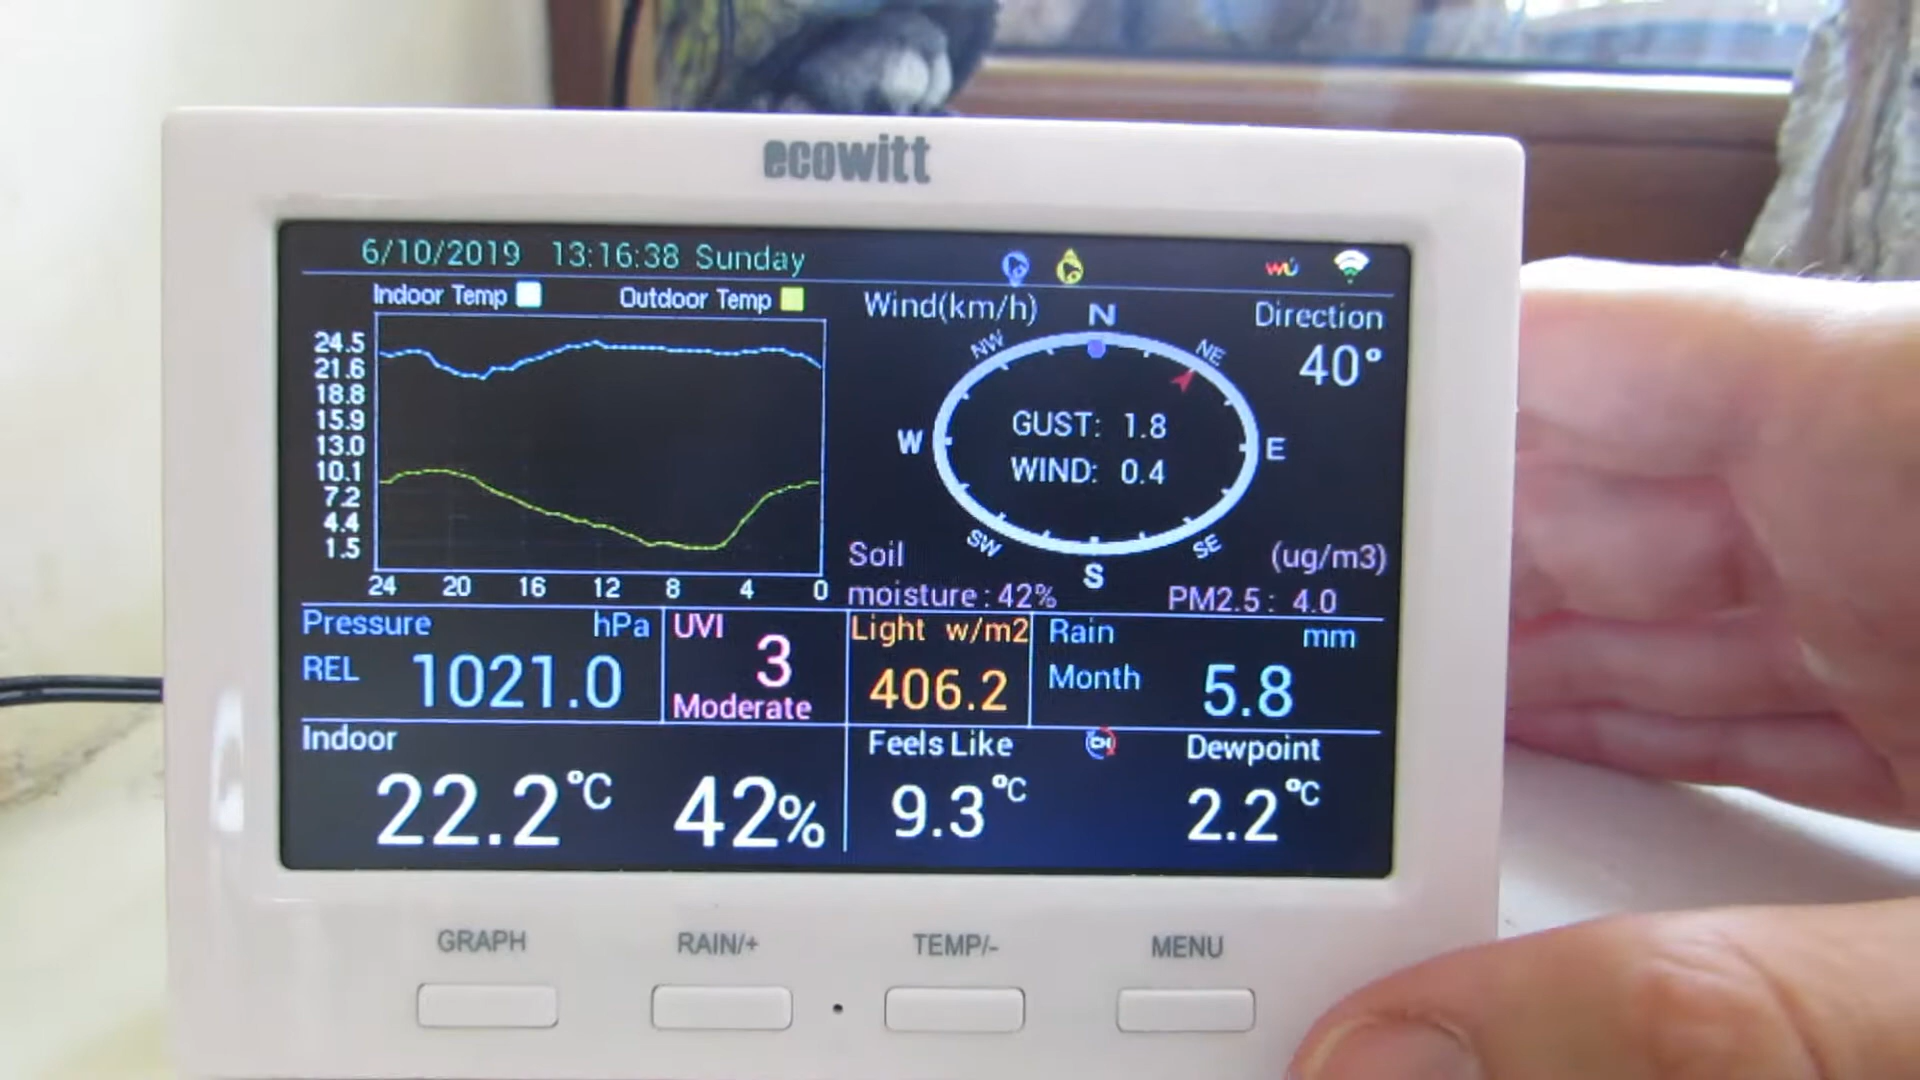 ecowitt
6/10/2019 13:16:38 Sunday
wu
Indoor Temp Outdoor Temp
24.5
21.6
18.8
15.9
13.0
10.1
7.2
4.4
1.5
24 20 16 12 8 4 0
Wind(km/h)
Direction
40°
N
NE
E
SE
S
SW
W
NW
GUST: 1.8
WIND: 0.4
Soil
moisture: 42%
(ug/m3)
PM2.5: 4.0
Pressure hPa
REL 1021.0
UVI
3
Moderate
Light w/m2
406.2
Rain mm
Month 5.8
Indoor
22.2°C 42%
Feels Like
9.3°C
CH
Dewpoint
2.2°C
GRAPH RAIN/+ TEMP/- MENU